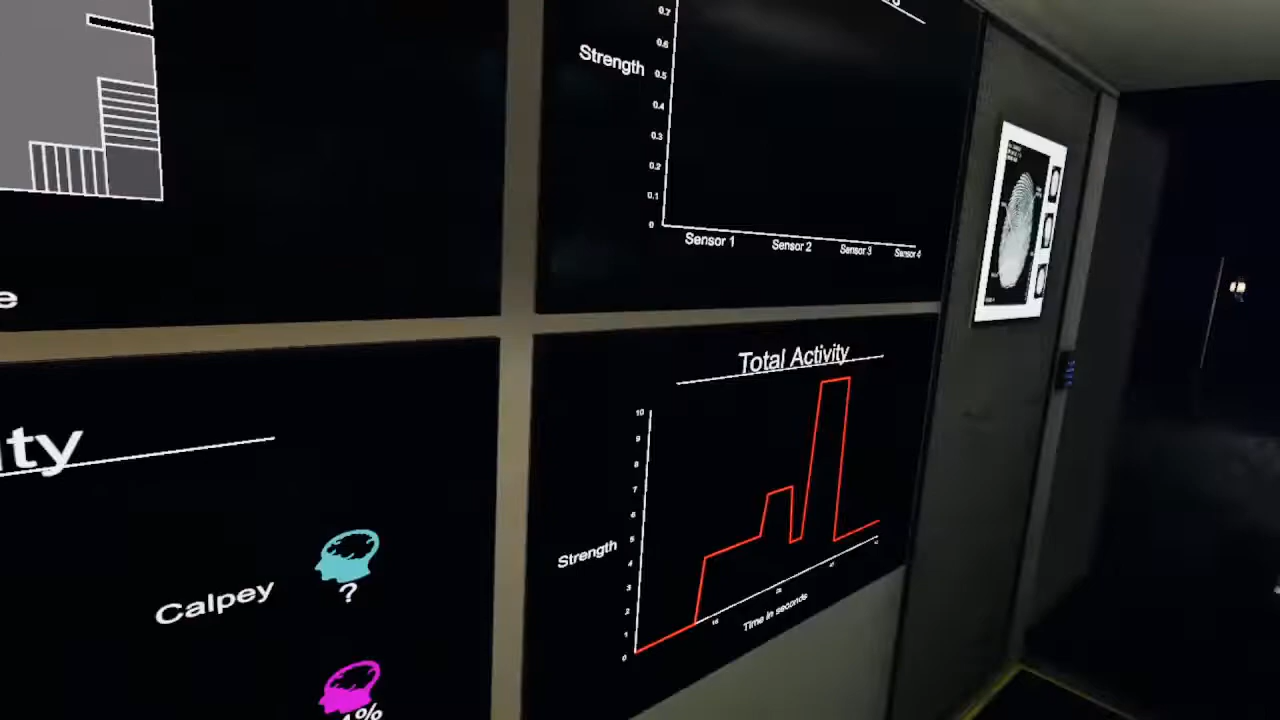 0.7
0.6
Strength
0.5
0.4
0.3
0.2
0.1
0
Sensor 1
Sensor 2
Sensor 3
Sensor 4
e
Total Activity
10
9
8
7
6
5
4
3
2
1
0
Strength
Time in seconds
ity
Calpey
?